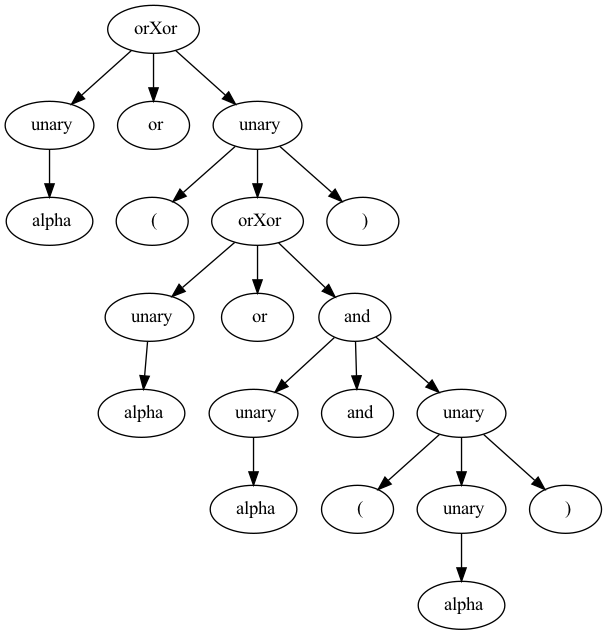 orXor
unary or unary
alpha ( orXor )
unary or and
alpha unary and unary
alpha ( unary )
alpha